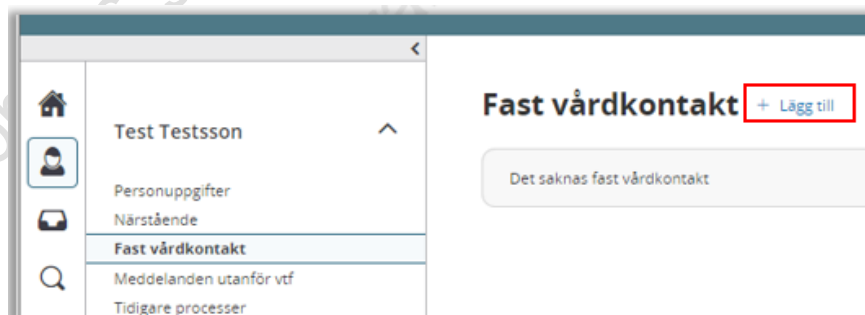 Fast vårdkontakt + Lägg till
Test Testsson
Det saknas fast vårdkontakt
Personuppgifter
Närstående
Fast vårdkontakt
Meddelanden utanför vtf
Tidigare processer